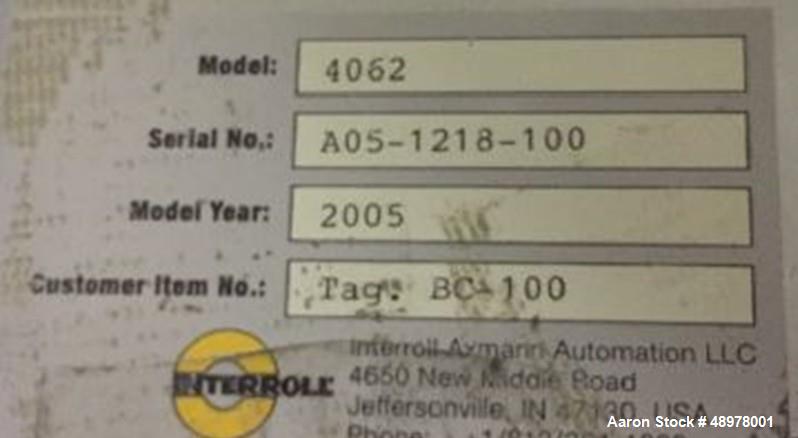 Model: 4062
Serial No.: A05-1218-100
Model Year: 2005
Customer Item No.: Tag: BC-100
INTERROLL
Interroll Axmann Automation LLC
4650 New Middle Road
Jeffersonville, IN 47130, USA
Phone:
Aaron Stock # 48978001